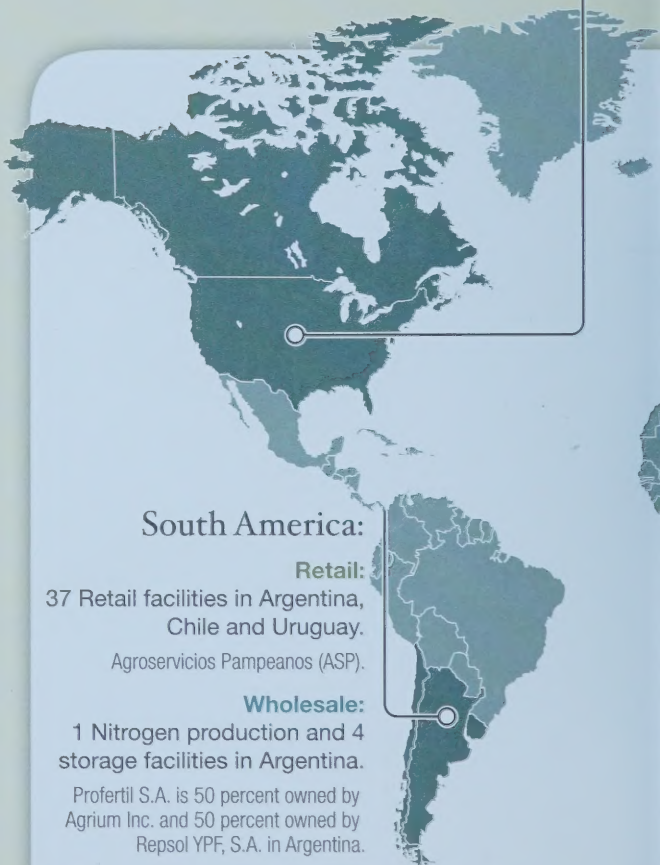 South America:
Retail:
37 Retail facilities in Argentina,
Chile and Uruguay.
Agroservicios Pampeanos (ASP).
Wholesale:
1 Nitrogen production and 4
storage facilities in Argentina.
Profertil S.A. is 50 percent owned by
Agrium Inc. and 50 percent owned by
Repsol YPF, S.A. in Argentina.